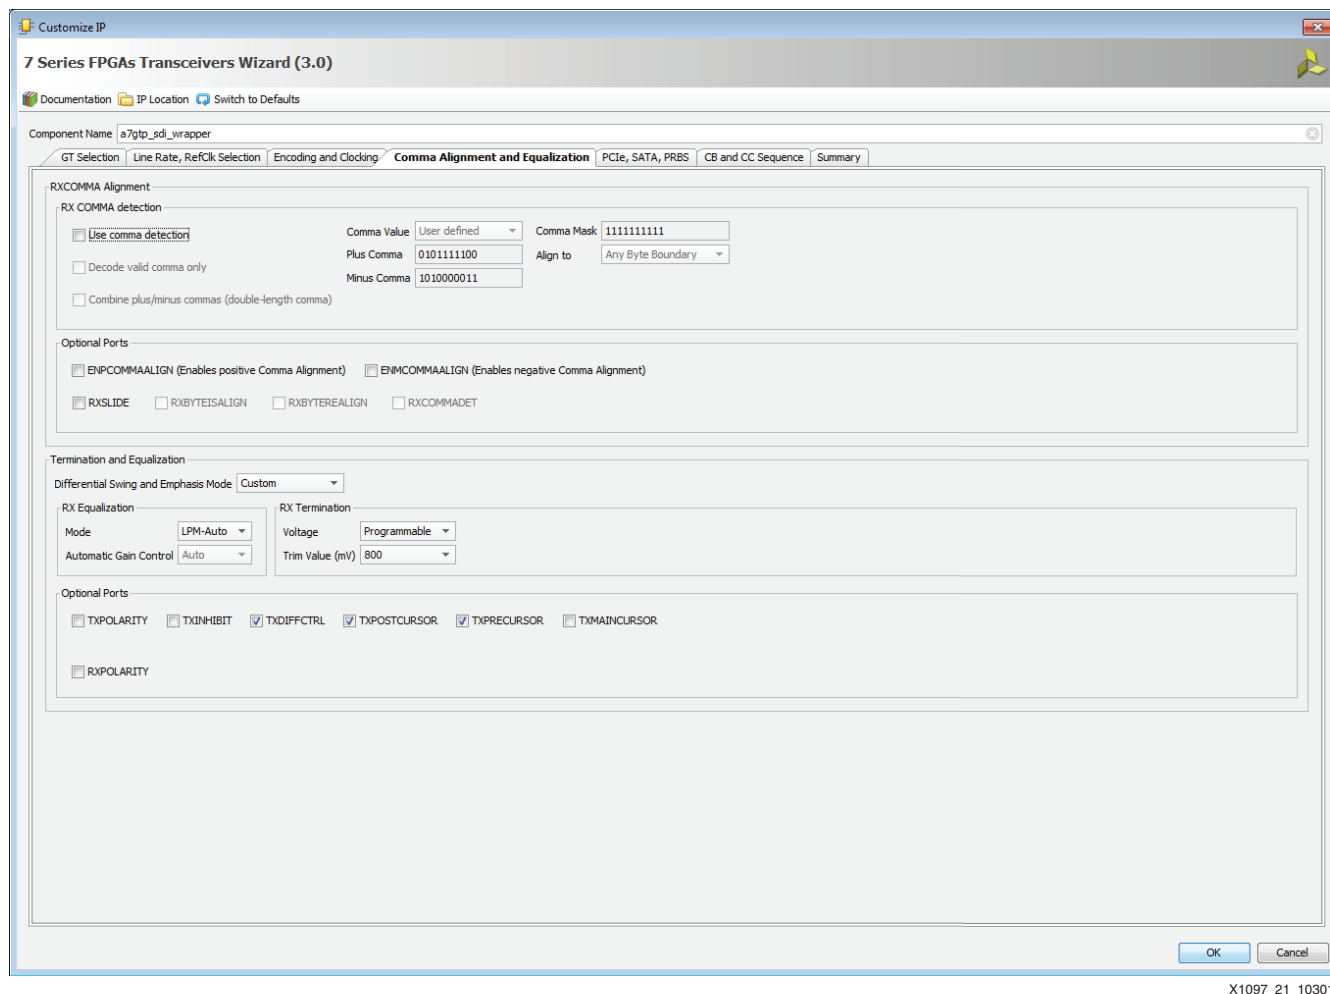 Customize IP
7 Series FPGAs Transceivers Wizard (3.0)
Documentation IP Location Switch to Defaults
Component Name a7gtp_sdi_wrapper
GT Selection Line Rate, RefClk Selection Encoding and Clocking Comma Alignment and Equalization PCIe, SATA, PRBS CB and CC Sequence Summary
RXCOMMA Alignment
RX COMMA detection
Use comma detection Comma Value User defined Comma Mask 1111111111
Plus Comma 0101111100 Align to Any Byte Boundary
Decode valid comma only
Minus Comma 1010000011
Combine plus/minus commas (double-length comma)
Optional Ports
ENPCOMMAALIGN (Enables positive Comma Alignment) ENMCOMMAALIGN (Enables negative Comma Alignment)
RXSLIDE RXBYTEISALIGN RXBYTEREALIGN RXCOMMADET
Termination and Equalization
Differential Swing and Emphasis Mode Custom
RX Equalization RX Termination
Mode LPM-Auto Voltage Programmable
Automatic Gain Control Auto Trim Value (mV) 800
Optional Ports
TXPOLARITY TXINHIBIT TXDIFFCTRL TXPOSTCURSOR TXPRECURSOR TXMAINCURSOR
RXPOLARITY
OK Cancel
X1097_21_10301